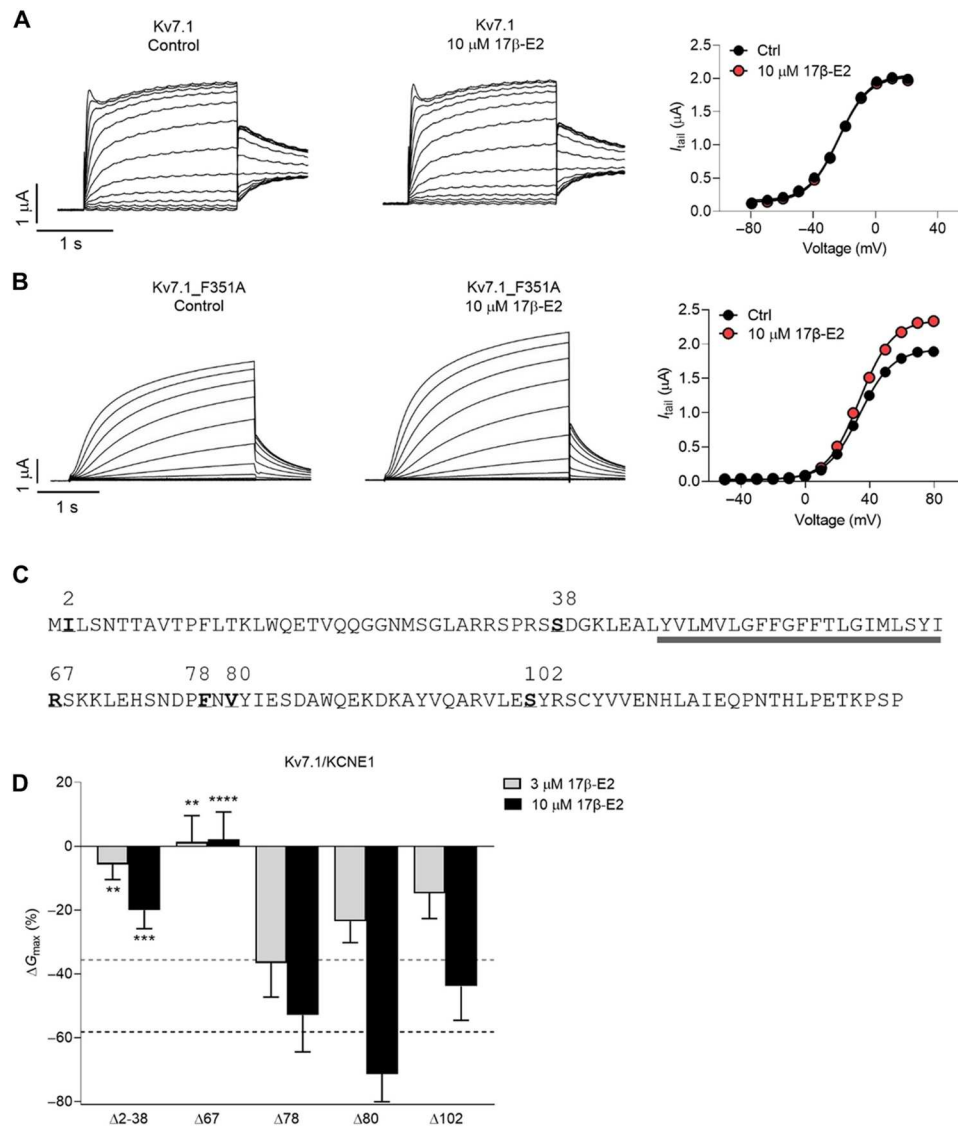 A
Kv7.1
Control
Kv7.1
10 μM 17β-E2
1 μA
1 s
Ctrl
10 μM 17β-E2
Itail (μA)
2.5
2.0
1.5
1.0
0.5
0.0
−80
−40
0
40
Voltage (mV)
B
Kv7.1_F351A
Control
Kv7.1_F351A
10 μM 17β-E2
1 μA
1 s
Ctrl
10 μM 17β-E2
Itail (μA)
2.5
2.0
1.5
1.0
0.5
0.0
−40
0
40
80
Voltage (mV)
C
2 38
MILSNTTAVTPFLTKLWQETVQQGGNMSGLARRSPRSSDGKLEALYVLMVLGFFGFFTLGIMLSYI
67 78 80 102
RSKKLEHSNDPFNVYIESDAWQEKDKAYVQARVLESYRSCYVVENHLAIEQPNTHLPETKPSP
D
Kv7.1/KCNE1
3 μM 17β-E2
10 μM 17β-E2
ΔGmax (%)
20
0
−20
−40
−60
−80
**
***
**
****
Δ2-38
Δ67
Δ78
Δ80
Δ102